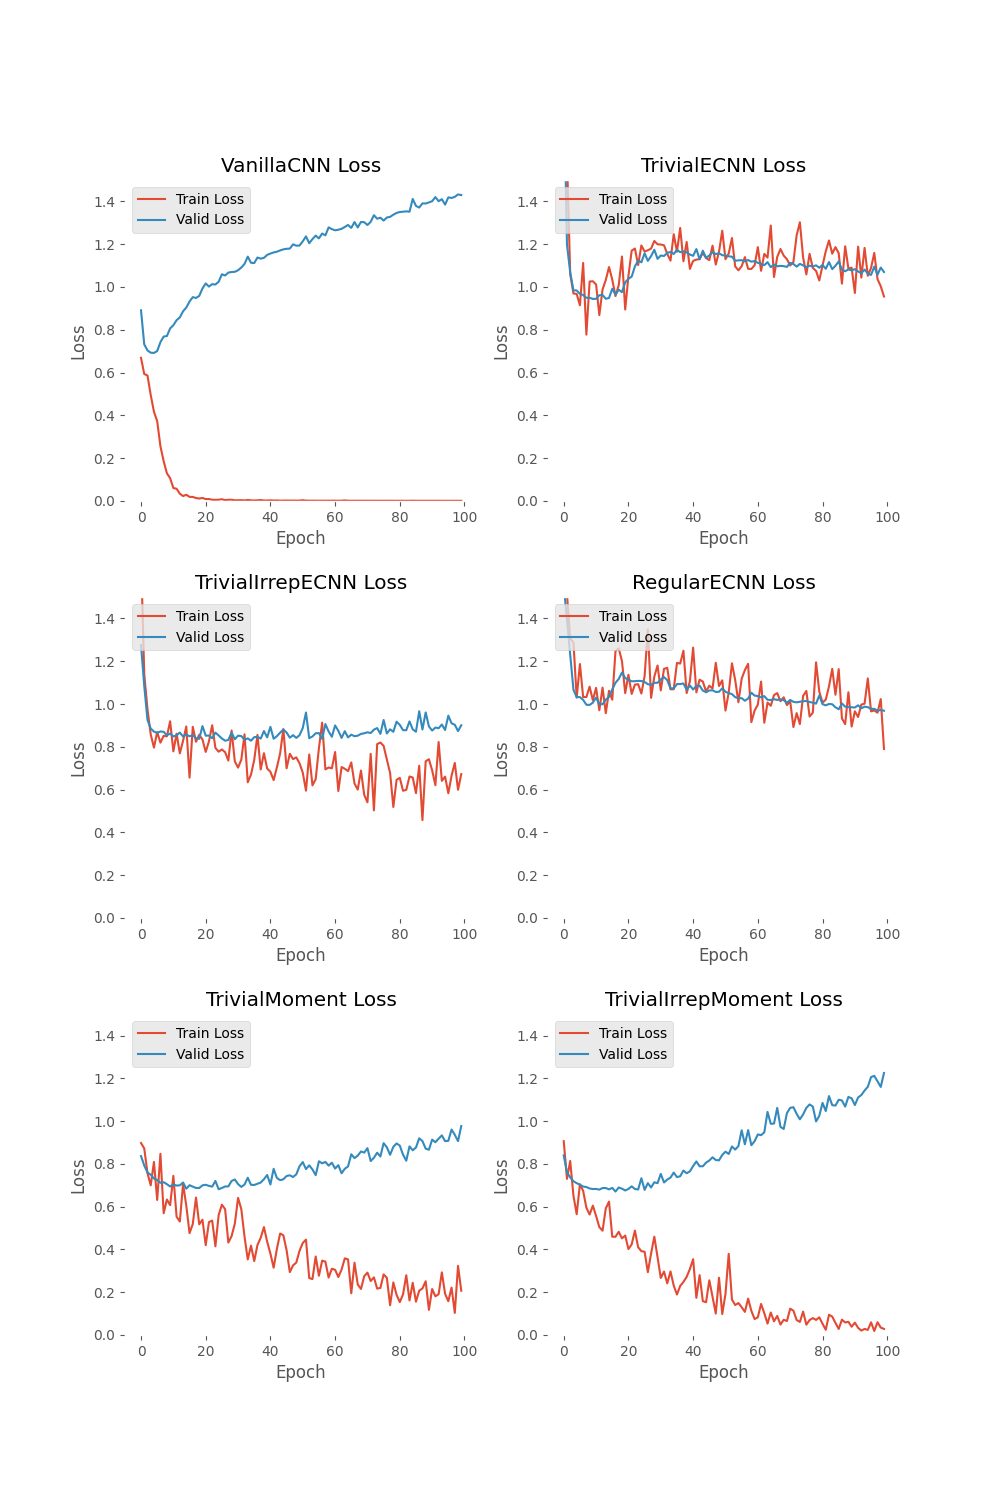 VanillaCNN Loss
Train Loss
Valid Loss
1.4
1.2
1.0
0.8
0.6
0.4
0.2
0.0
Loss
0 20 40 60 80 100
Epoch
TrivialECNN Loss
Train Loss
Valid Loss
1.4
1.2
1.0
0.8
0.6
0.4
0.2
0.0
Loss
0 20 40 60 80 100
Epoch
TrivialIrrepECNN Loss
Train Loss
Valid Loss
1.4
1.2
1.0
0.8
0.6
0.4
0.2
0.0
Loss
0 20 40 60 80 100
Epoch
RegularECNN Loss
Train Loss
Valid Loss
1.4
1.2
1.0
0.8
0.6
0.4
0.2
0.0
Loss
0 20 40 60 80 100
Epoch
TrivialMoment Loss
Train Loss
Valid Loss
1.4
1.2
1.0
0.8
0.6
0.4
0.2
0.0
Loss
0 20 40 60 80 100
Epoch
TrivialIrrepMoment Loss
Train Loss
Valid Loss
1.4
1.2
1.0
0.8
0.6
0.4
0.2
0.0
Loss
0 20 40 60 80 100
Epoch